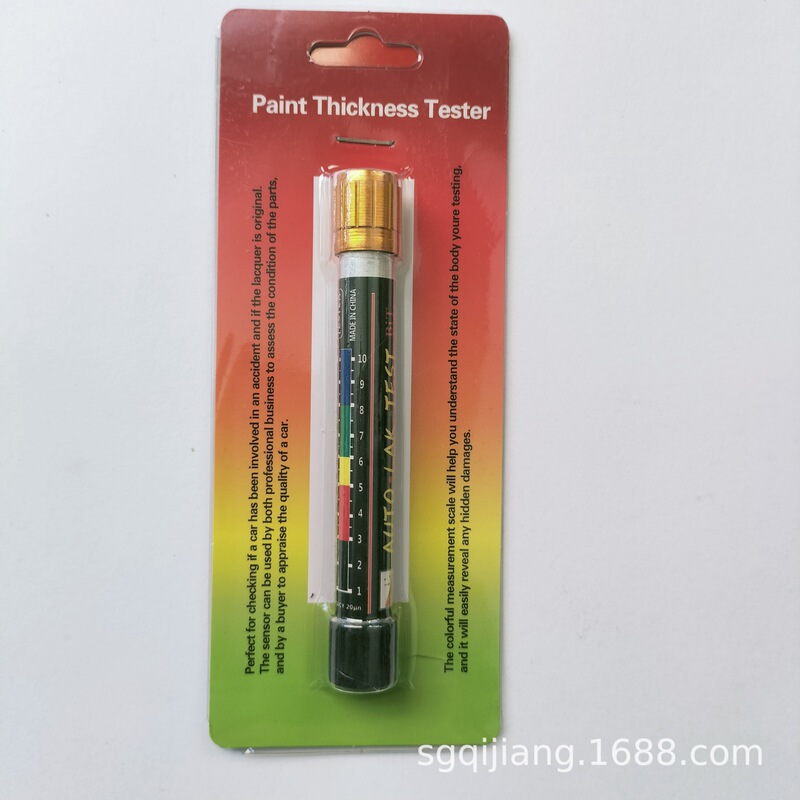 Paint Thickness Tester
Perfect for checking if a car has been involved in an accident and if the lacquer is original.
The sensor can be used by both professional business to assess the condition of the parts,
and by a buyer to appraise the quality of a car.
MADE IN CHINA
BIT
10
9
8
7
6
5
4
3
2
1
20μn
TEST
The colorful measurement scale will help you understand the state of the body youre testing,
and it will easily reveal any hidden damages.
sgqijiang.1688.com